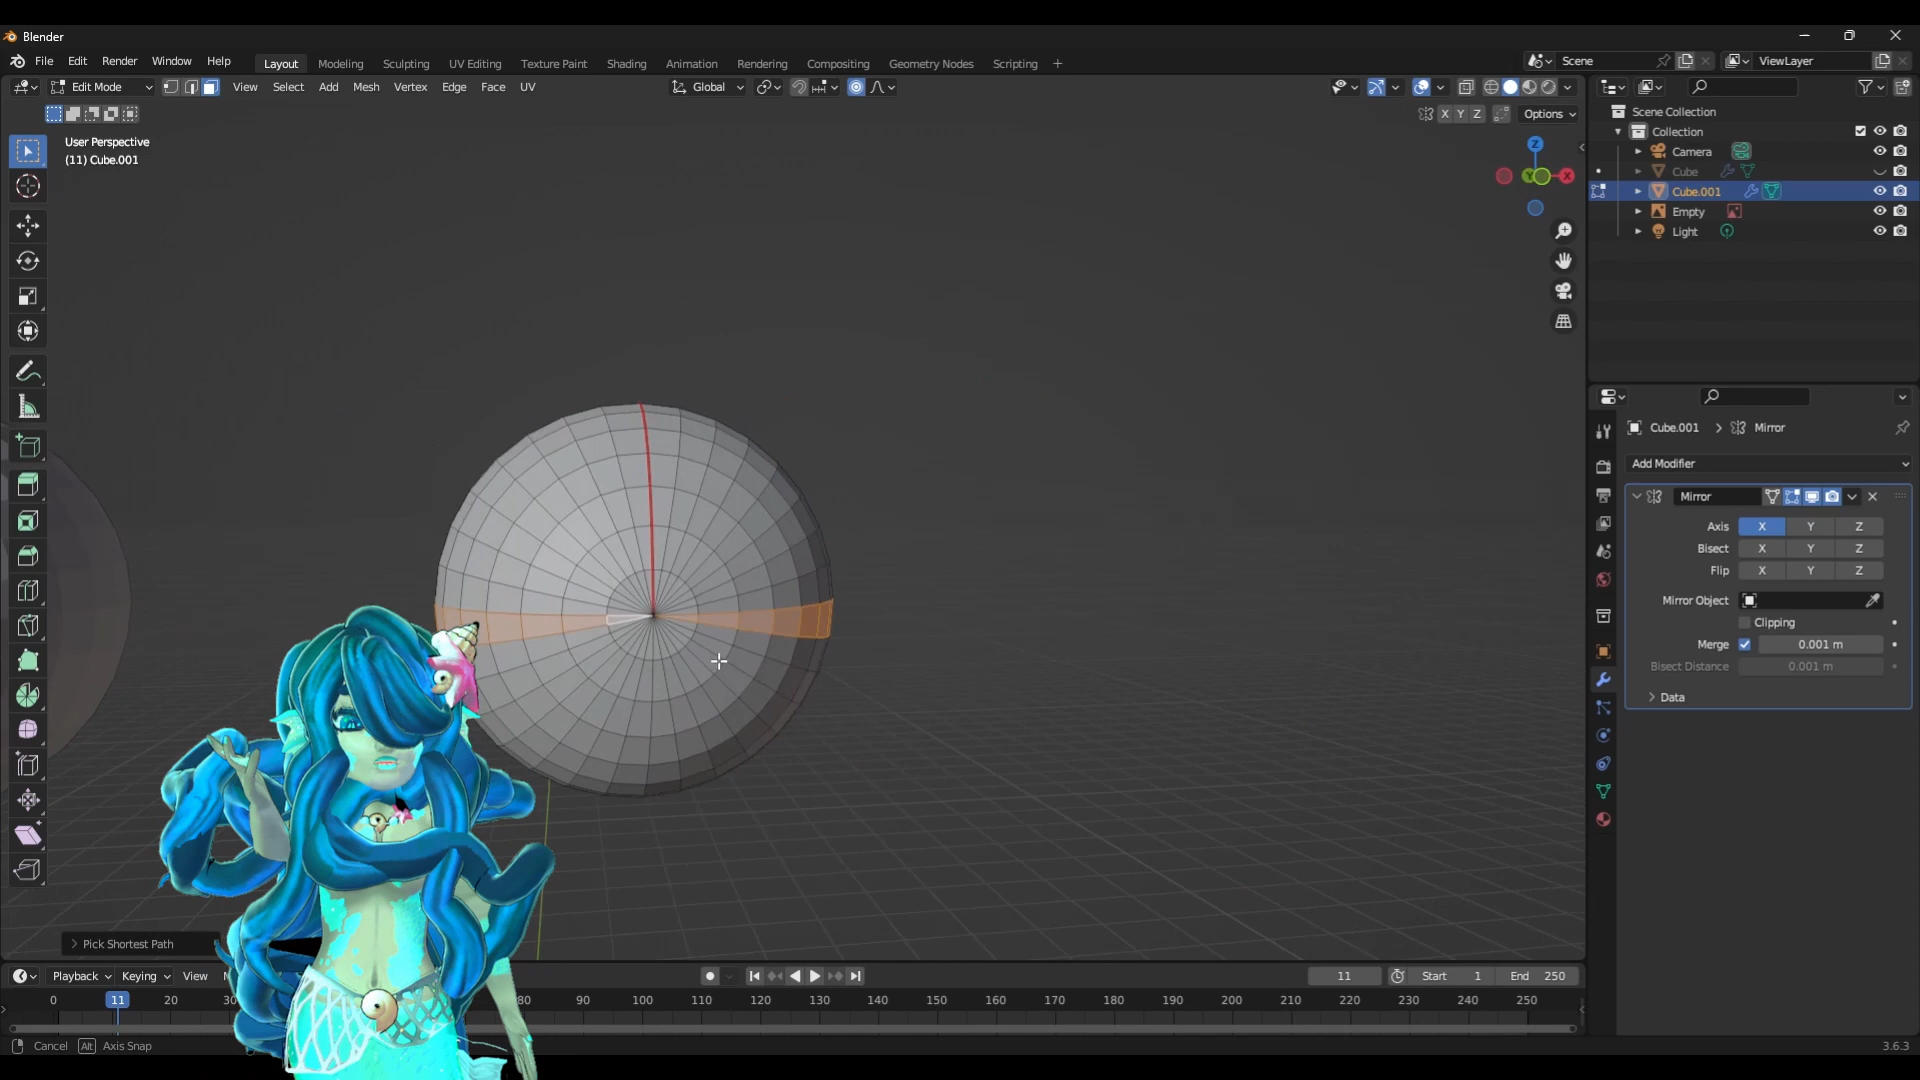 Blender
File Edit Render Window Help Layout Modeling Sculpting UV Editing Texture Paint Shading Animation Rendering Compositing Geometry Nodes Scripting + Scene ViewLayer
Edit Mode View Select Add Mesh Vertex Edge Face UV Global
X Y Z Options
User Perspective
(11) Cube.001
Z
Y
X
Scene Collection
Collection
Camera
Cube
Cube.001
Empty
Light
Cube.001 > Mirror
Add Modifier
Mirror
Axis X Y Z
Bisect X Y Z
Flip X Y Z
Mirror Object
Clipping
Merge 0.001 m
Bisect Distance 0.001 m
> Data
> Pick Shortest Path
Playback Keying View 11 Start 1 End 250
0 11 20 80 90 100 110 120 130 140 150 160 170 180 190 200 210 220 230 240 250
Cancel Alt Axis Snap
3.6.3